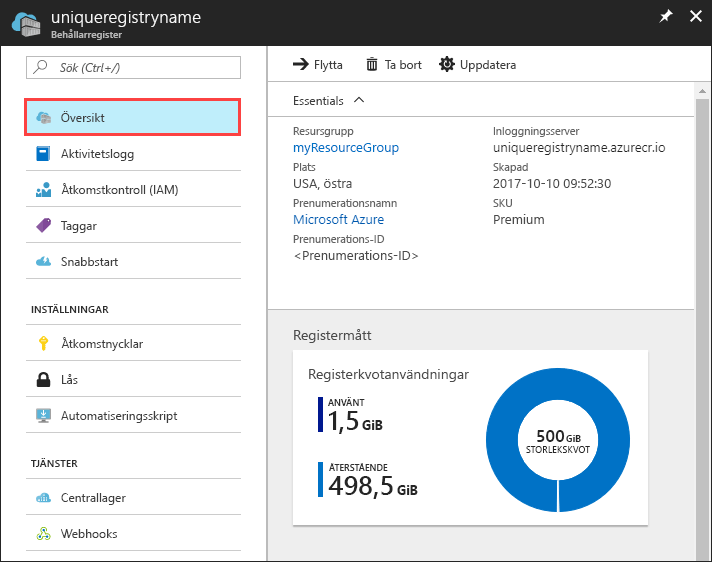 uniqueregistryname
Behållarregister
Sök (Ctrl+/)
Översikt
Aktivitetslogg
Åtkomstkontroll (IAM)
Taggar
Snabbstart
INSTÄLLNINGAR
Åtkomstnycklar
Lås
Automatiseringsskript
TJÄNSTER
Centrallager
Webhooks
Flytta
Ta bort
Uppdatera
Essentials
Resursgrupp
myResourceGroup
Plats
USA, östra
Prenumerationsnamn
Microsoft Azure
Prenumerations-ID
<Prenumerations-ID>
Inloggningsserver
uniqueregistryname.azurecr.io
Skapad
2017-10-10 09:52:30
SKU
Premium
Registermått
Registerkvotanvändningar
ANVÄNT
1,5 GiB
ÅTERSTÅENDE
498,5 GiB
500 GiB
STORLEKSKVOT